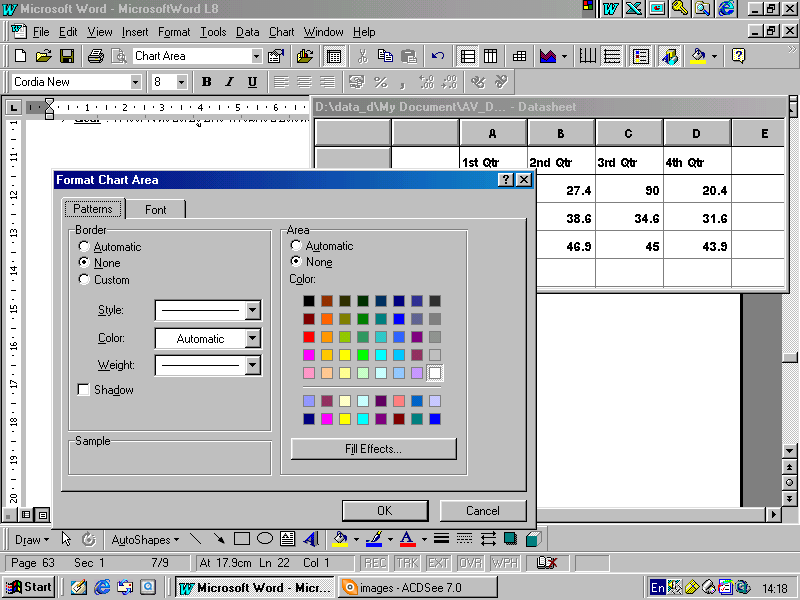 Microsoft Word - MicrosoftWord L8
File Edit View Insert Format Tools Data Chart Window Help
Chart Area
Cordia New 8 B I U
D:\data_d\My Document\AV_D... - Datasheet
A B C D E
1st Qtr 2nd Qtr 3rd Qtr 4th Qtr
27.4 90 20.4
38.6 34.6 31.6
46.9 45 43.9
Format Chart Area
Patterns Font
Border
Automatic
None
Custom
Style:
Color: Automatic
Weight:
Shadow
Sample
Area
Automatic
None
Color:
Fill Effects...
OK Cancel
Draw AutoShapes
Page 63 Sec 1 7/9 At 17.9cm Ln 22 Col 1 REC TRK EXT OVR WPH
Start Microsoft Word - Micr... images - ACDSee 7.0 En 14:18